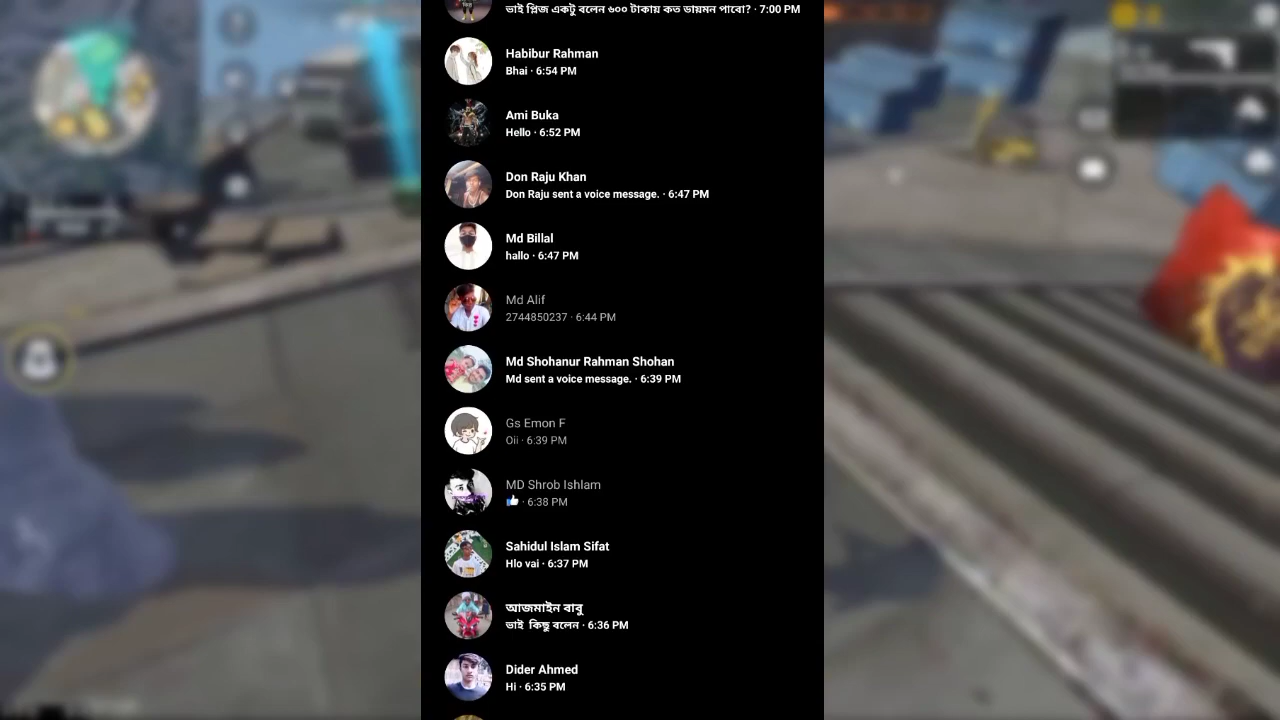 ভাই প্লিজ একটু বলেন ৬০০ টাকায় কত ডায়মন পাবো? · 7:00 PM
Habibur Rahman
Bhai · 6:54 PM
Ami Buka
Hello · 6:52 PM
Don Raju Khan
Don Raju sent a voice message. · 6:47 PM
Md Billal
hallo · 6:47 PM
Md Alif
2744850237 · 6:44 PM
Md Shohanur Rahman Shohan
Md sent a voice message. · 6:39 PM
Gs Emon F
Oii · 6:39 PM
MD Shrob Ishlam
👍 · 6:38 PM
Sahidul Islam Sifat
Hlo vai · 6:37 PM
আজমাইন বাবু
ভাই কিছু বলেন · 6:36 PM
Dider Ahmed
Hi · 6:35 PM